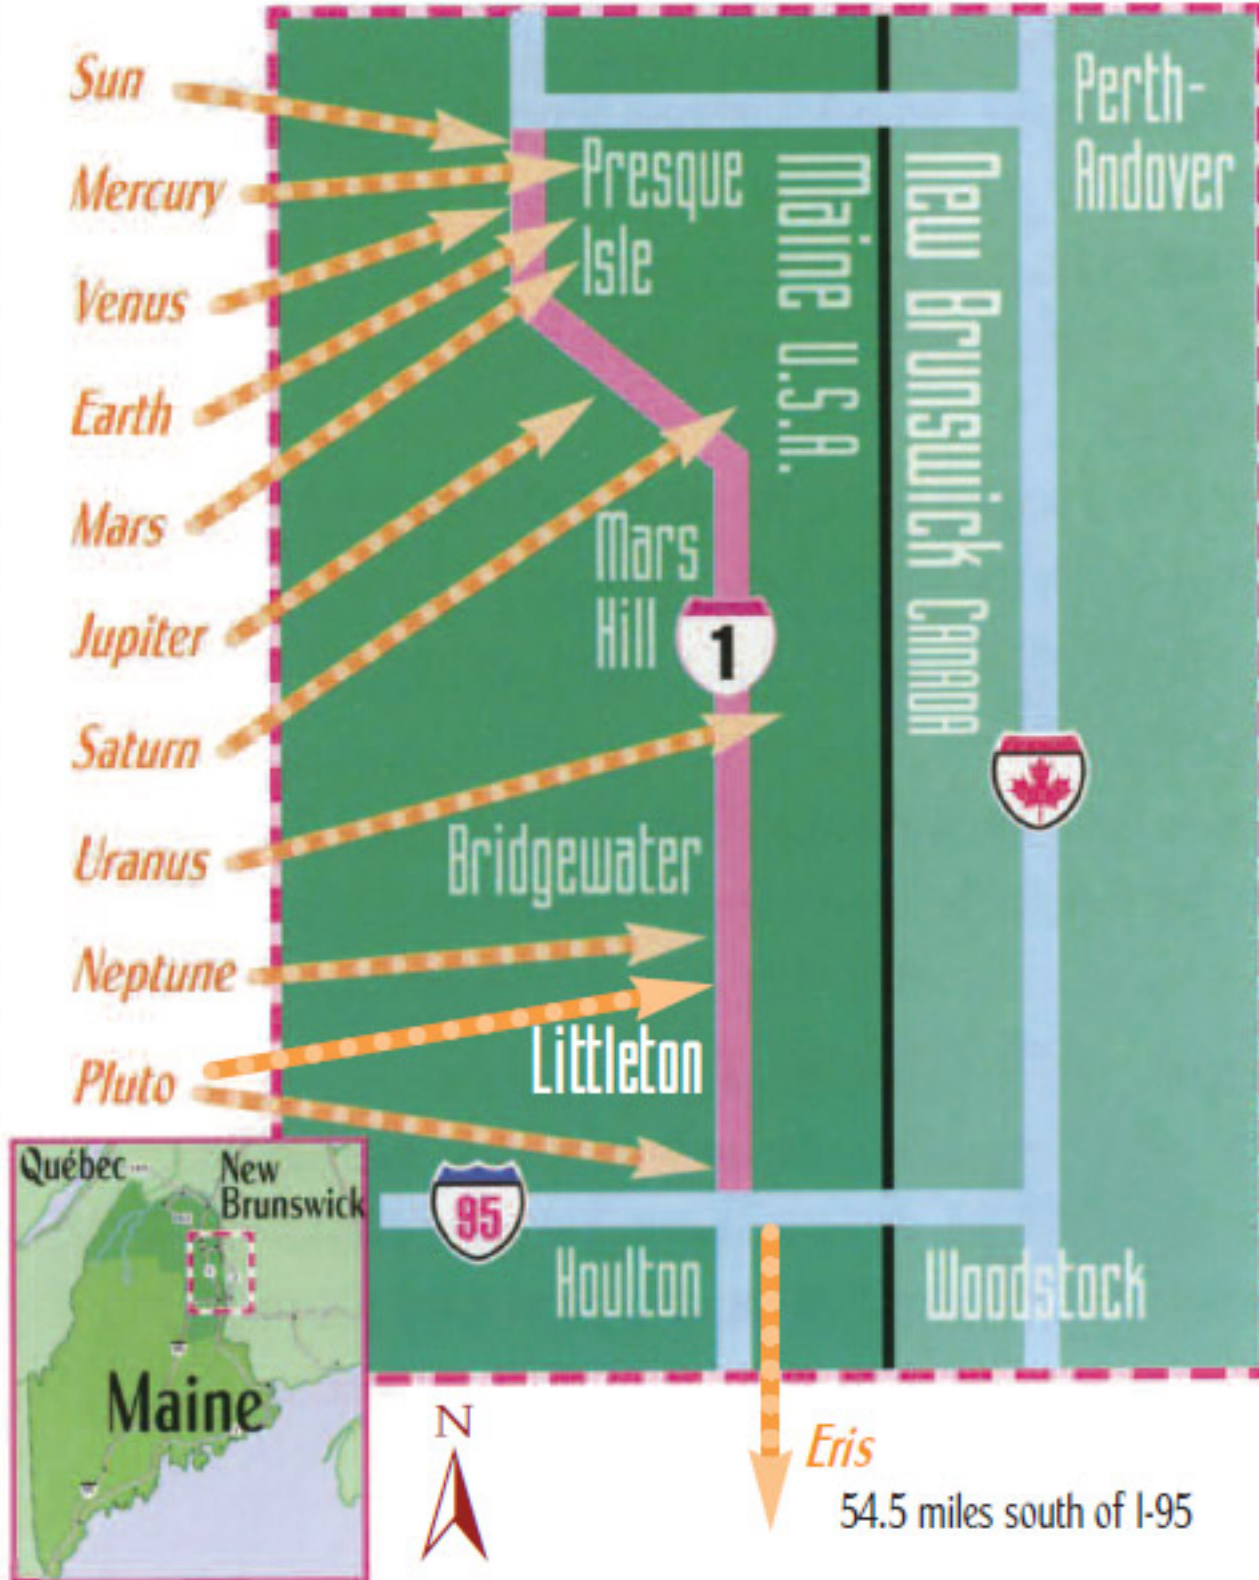 Sun
Mercury
Venus
Earth
Mars
Jupiter
Saturn
Uranus
Neptune
Pluto
Presque
Isle
Maine U.S.A.
New Brunswick CANADA
Perth-
Andover
Mars
Hill
1
Bridgewater
Littleton
95
Houlton
Woodstock
Québec
New
Brunswick
Maine
N
Eris
54.5 miles south of I-95